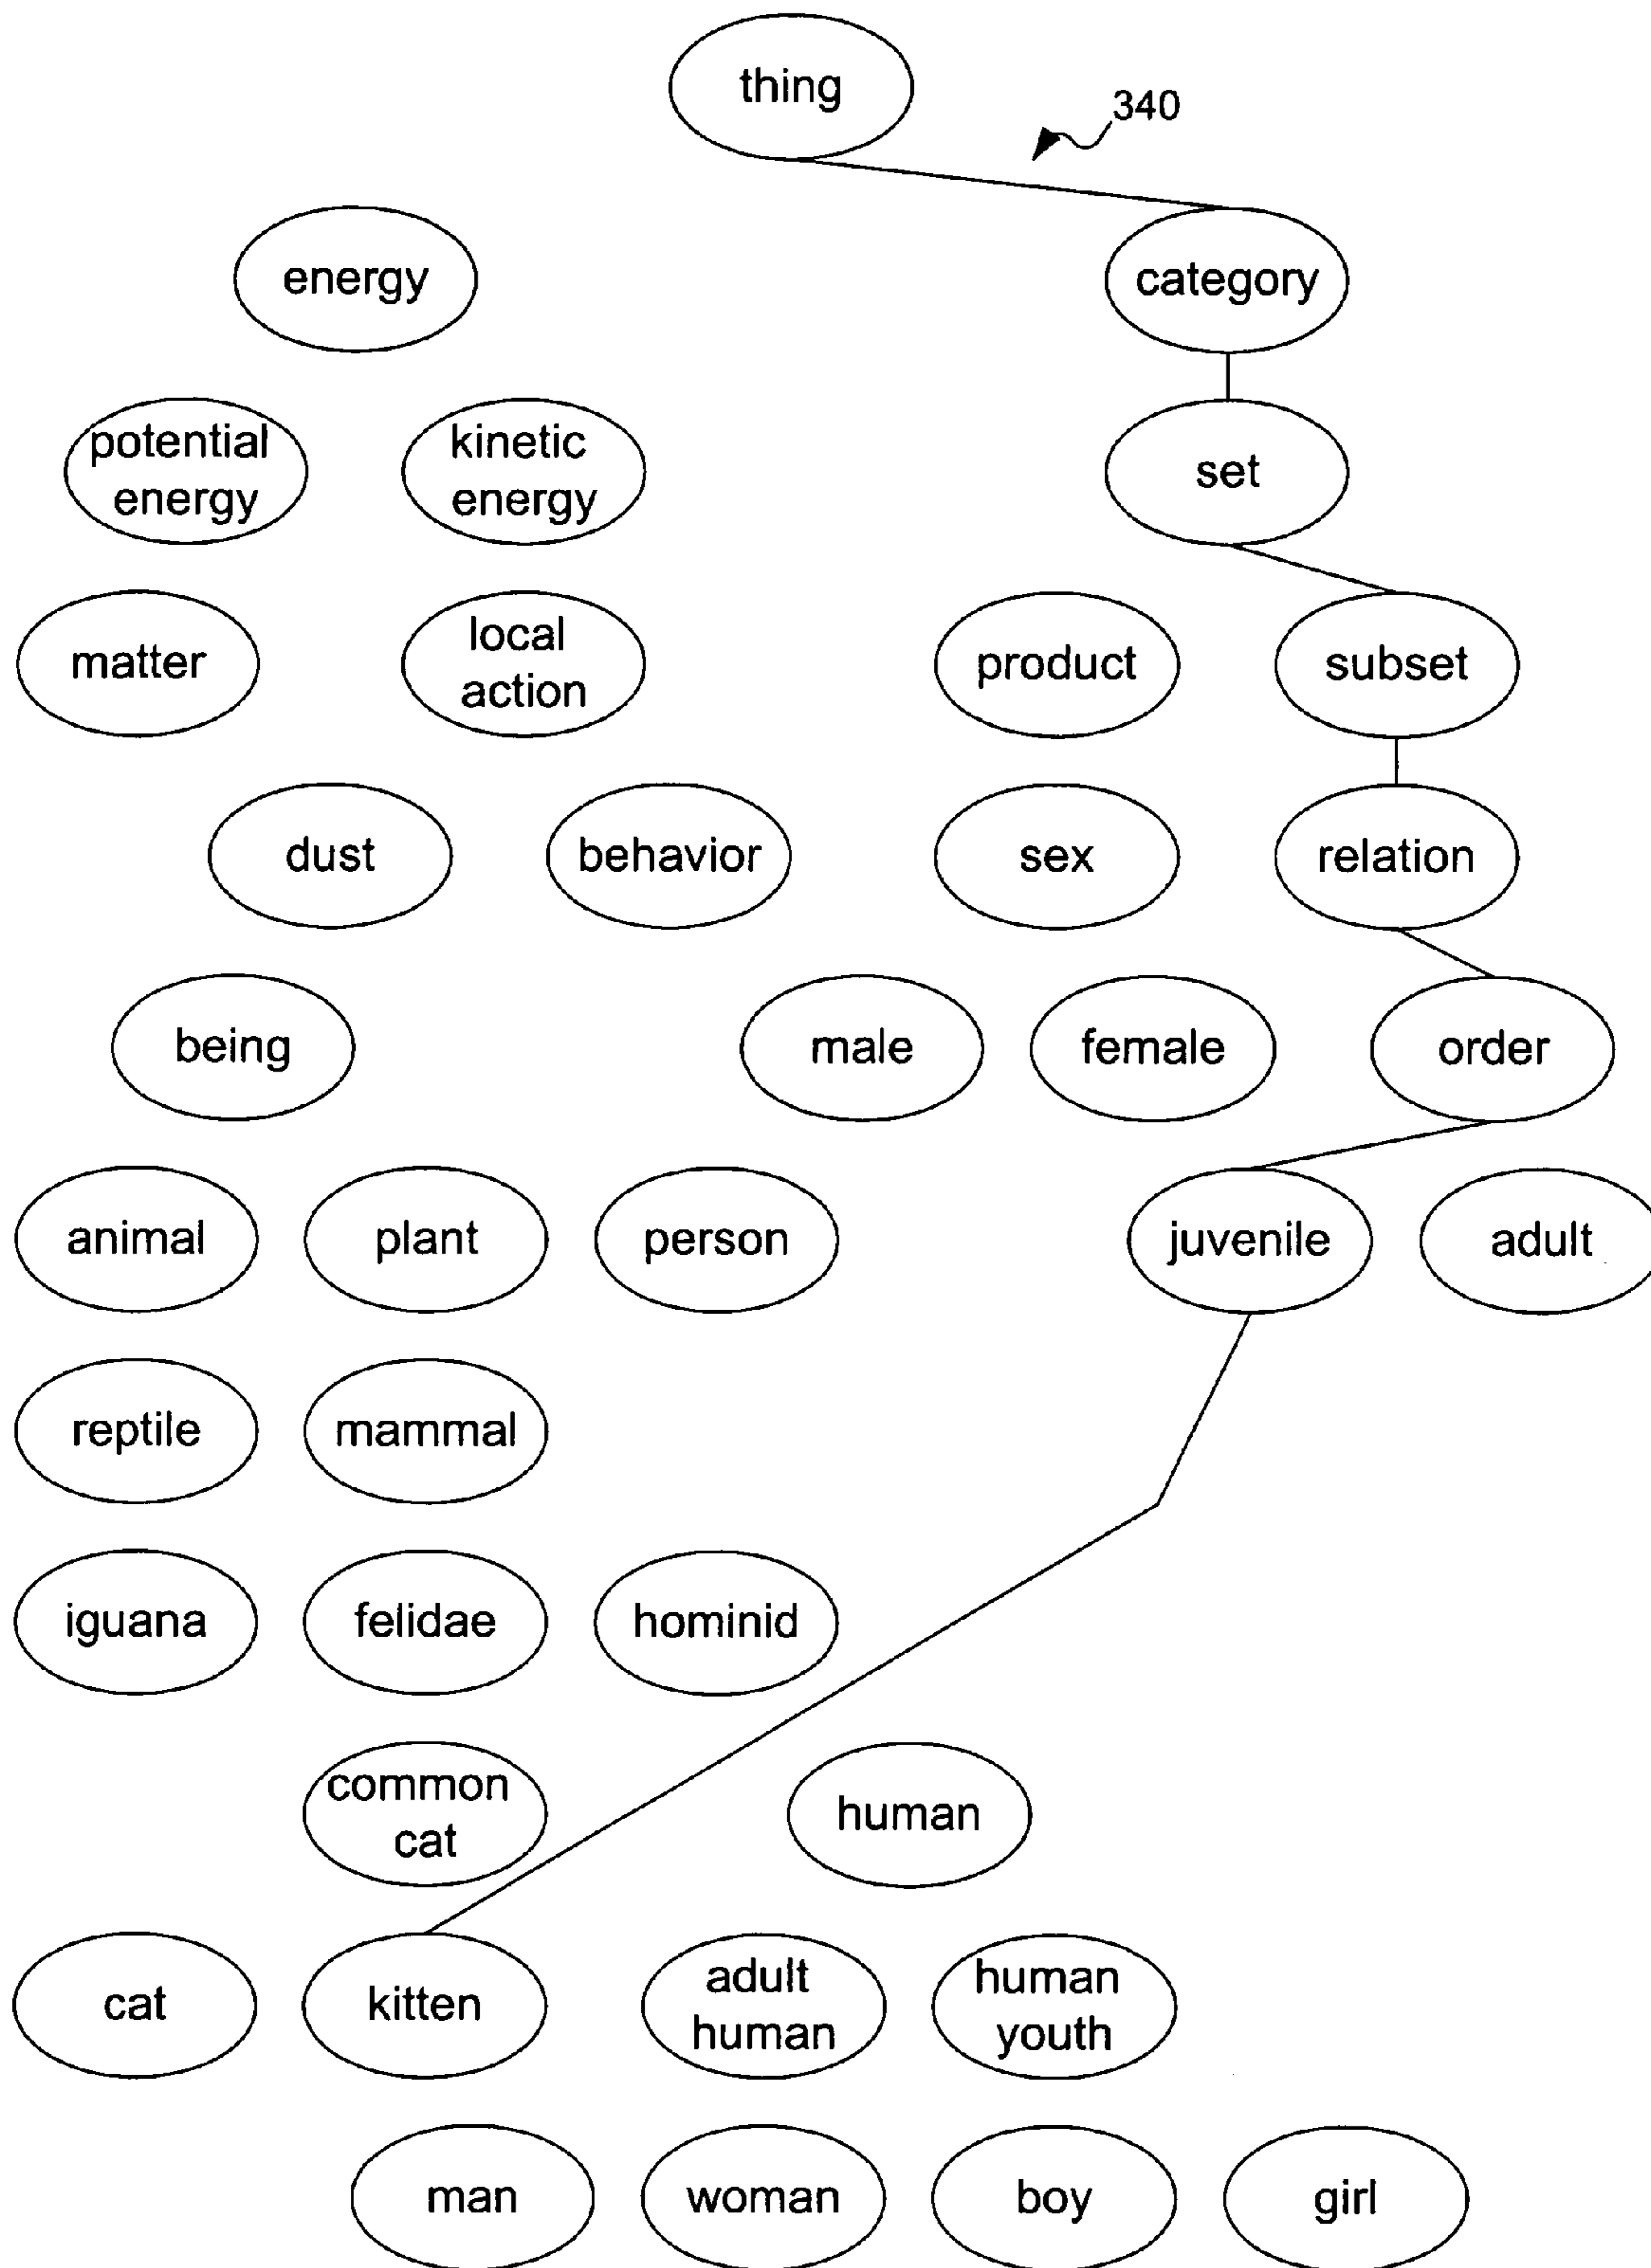 thing
340
energy
category
potential
energy
kinetic
energy
set
matter
local
action
product
subset
dust
behavior
sex
relation
being
male
female
order
animal
plant
person
juvenile
adult
reptile
mammal
iguana
felidae
hominid
common
cat
human
cat
kitten
adult
human
human
youth
man
woman
boy
girl